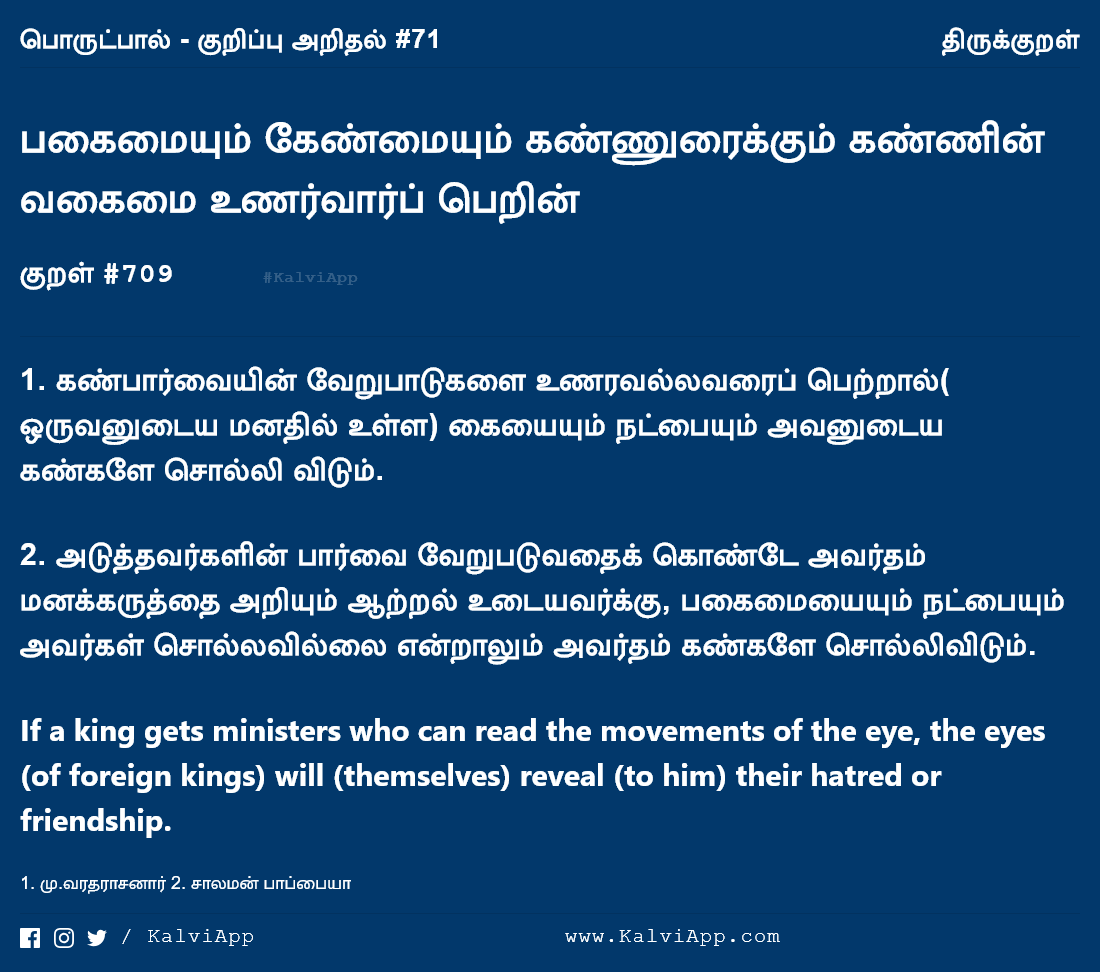 பொருட்பால் - குறிப்பு அறிதல் #71 திருக்குறள்
பகைமையும் கேண்மையும் கண்ணுரைக்கும் கண்ணின்
வகைமை உணர்வார்ப் பெறின்
குறள் #709 #KalviApp
1. கண்பார்வையின் வேறுபாடுகளை உணரவல்லவரைப் பெற்றால்(
ஒருவனுடைய மனதில் உள்ள) கையையும் நட்பையும் அவனுடைய
கண்களே சொல்லி விடும்.
2. அடுத்தவர்களின் பார்வை வேறுபடுவதைக் கொண்டே அவர்தம்
மனக்கருத்தை அறியும் ஆற்றல் உடையவர்க்கு, பகைமையையும் நட்பையும்
அவர்கள் சொல்லவில்லை என்றாலும் அவர்தம் கண்களே சொல்லிவிடும்.
If a king gets ministers who can read the movements of the eye, the eyes
(of foreign kings) will (themselves) reveal (to him) their hatred or
friendship.
1. மு.வரதராசனார் 2. சாலமன் பாப்பையா
/ KalviApp www.KalviApp.com